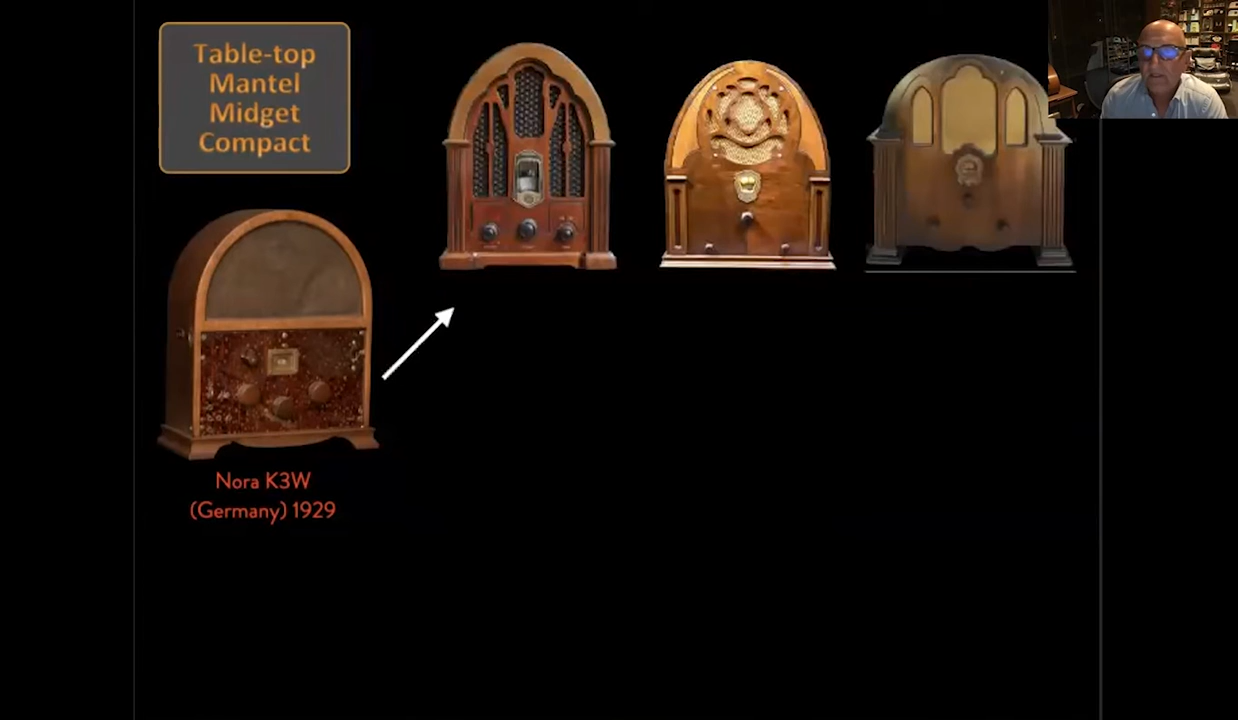 Table-top
Mantel
Midget
Compact
Nora K3W
(Germany) 1929